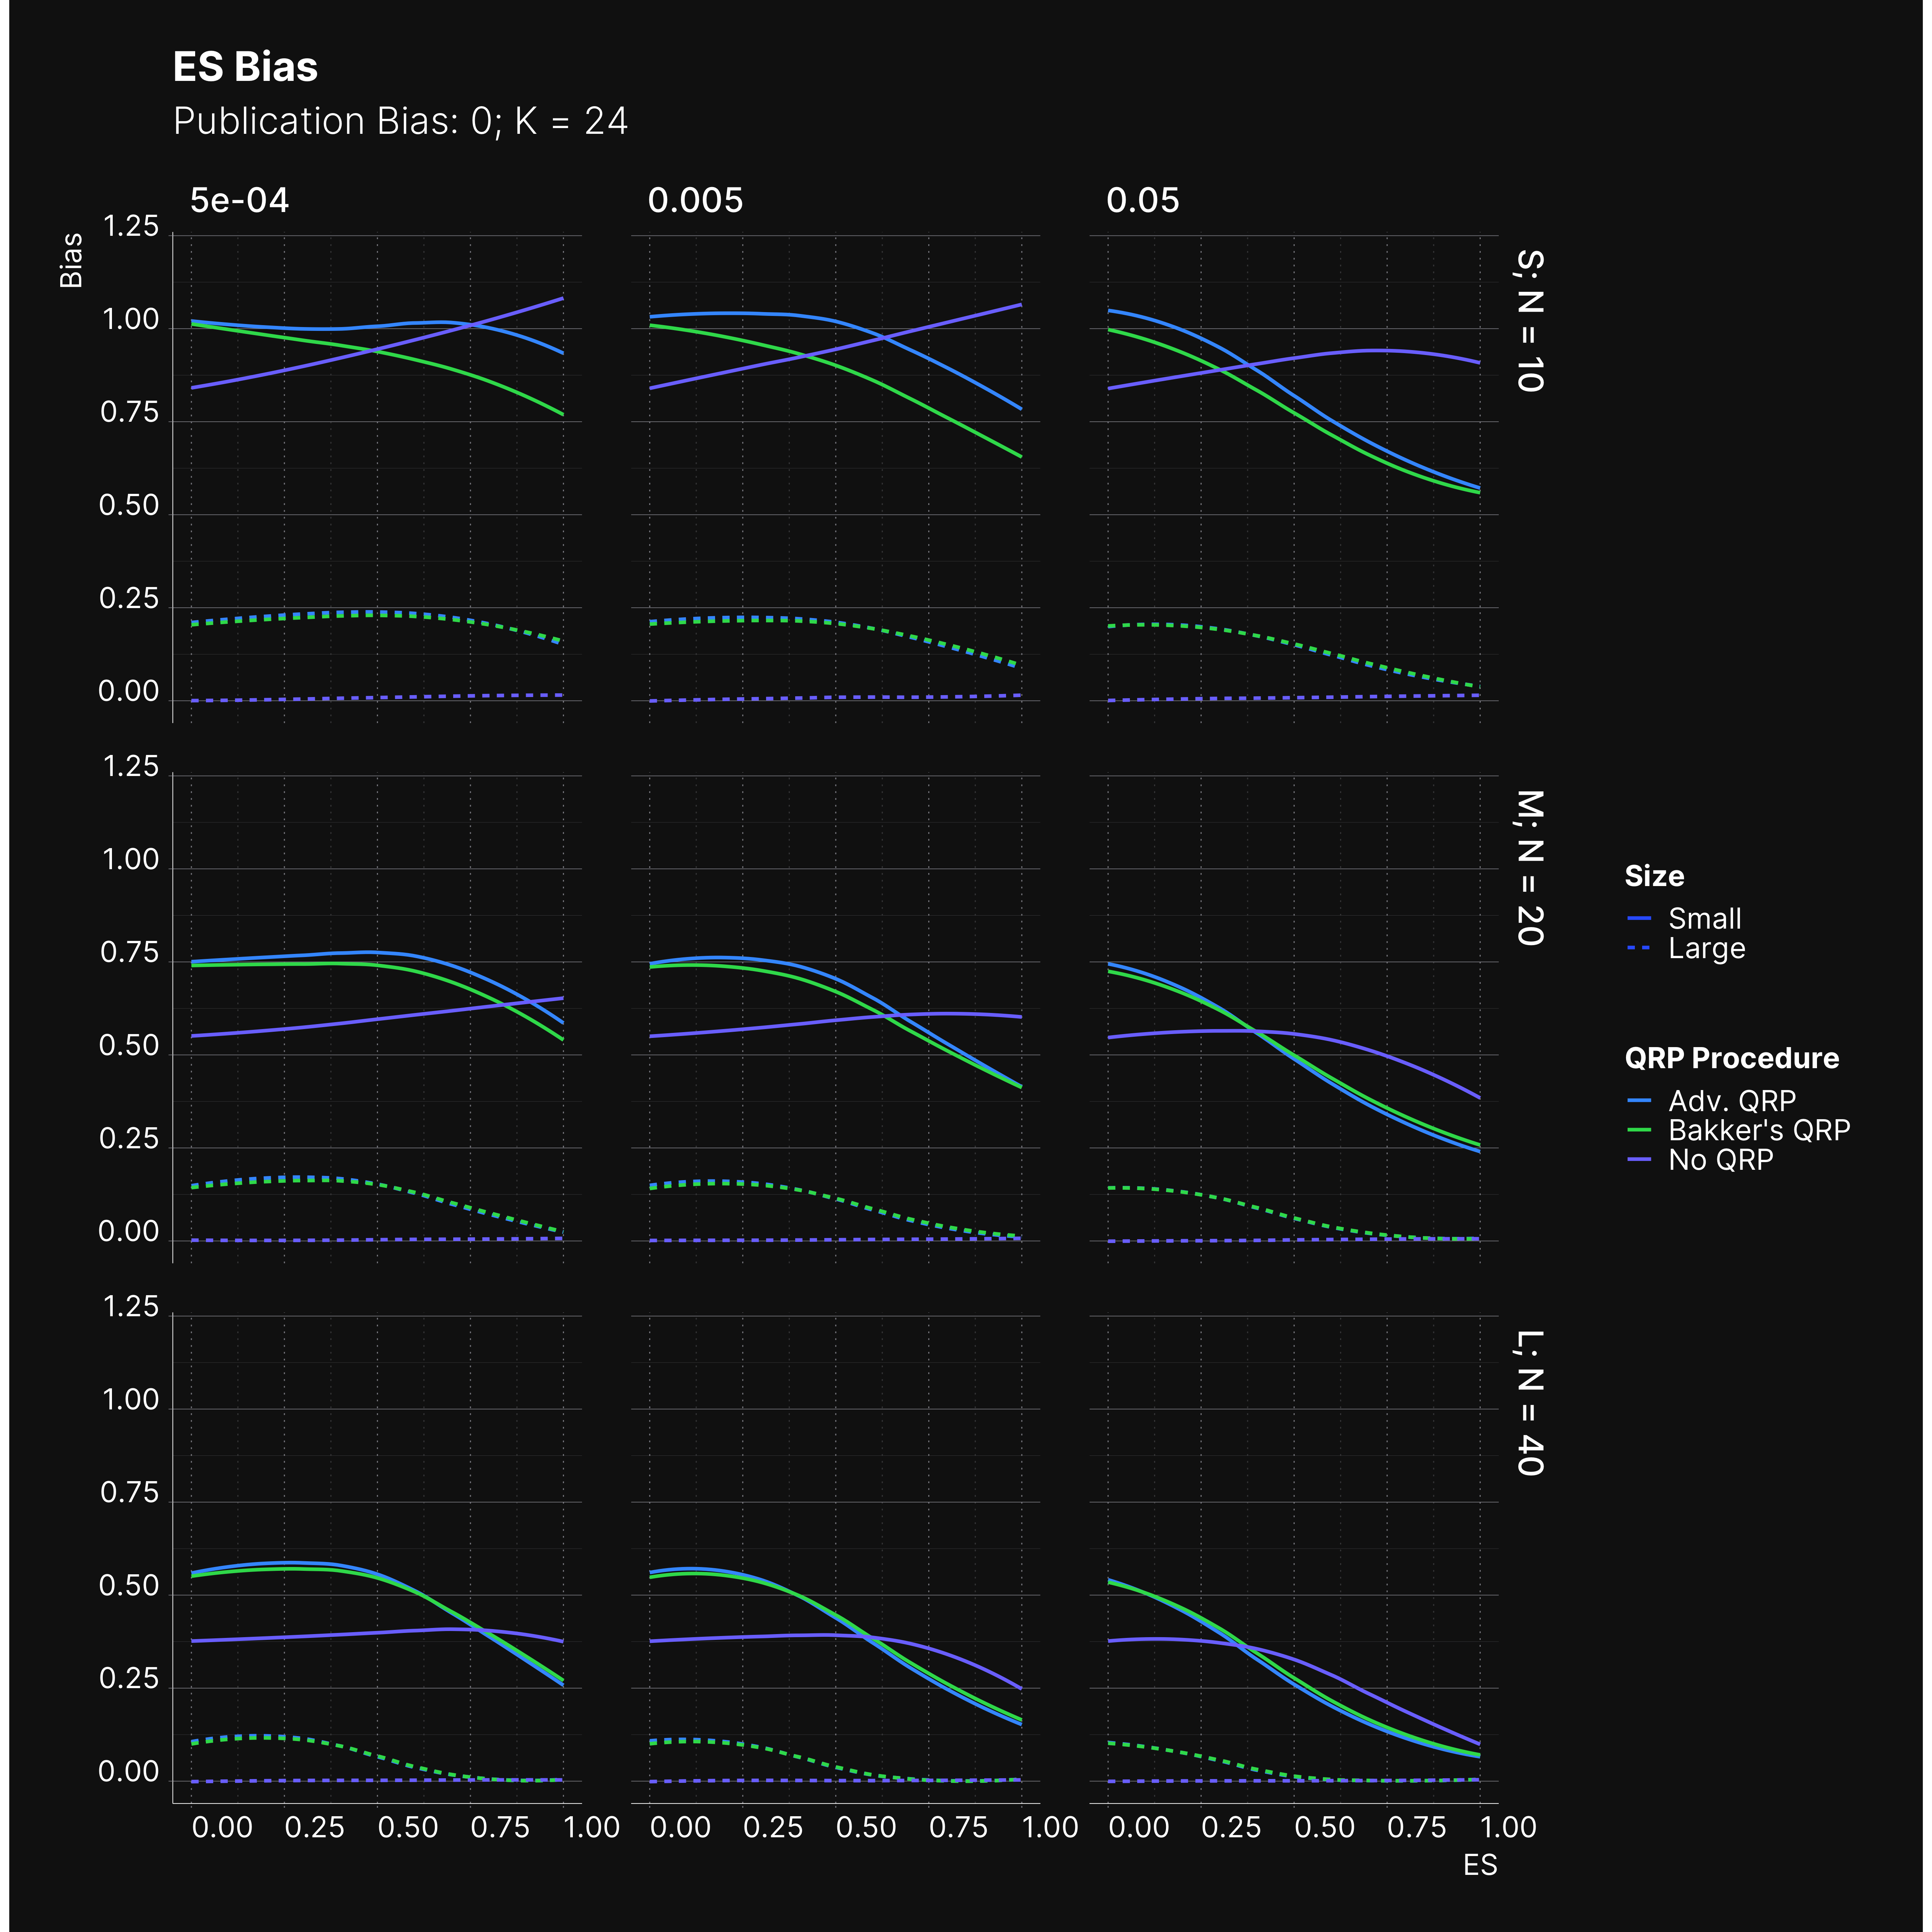 ES Bias
Publication Bias: 0; K = 24
5e-04 0.005 0.05
Bias
1.25
1.00
0.75
0.50
0.25
0.00
S; N = 10
1.25
1.00
0.75
0.50
0.25
0.00
M; N = 20
1.25
1.00
0.75
0.50
0.25
0.00
L; N = 40
0.00 0.25 0.50 0.75 1.00 0.00 0.25 0.50 0.75 1.00 0.00 0.25 0.50 0.75 1.00
ES
Size
Small
Large
QRP Procedure
Adv. QRP
Bakker's QRP
No QRP